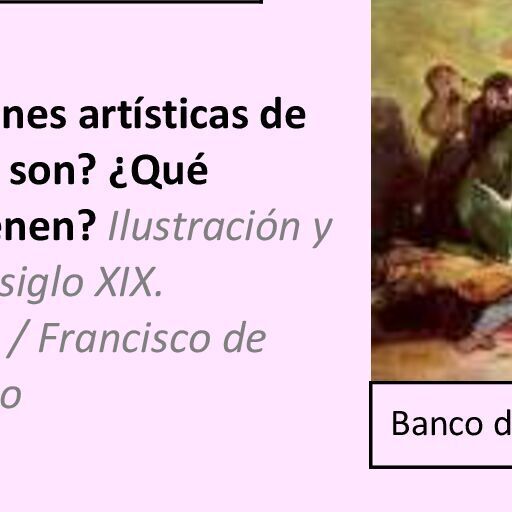 nes artísticas de
son? ¿Qué
enen? Ilustración y
siglo XIX.
/ Francisco de
o
Banco d